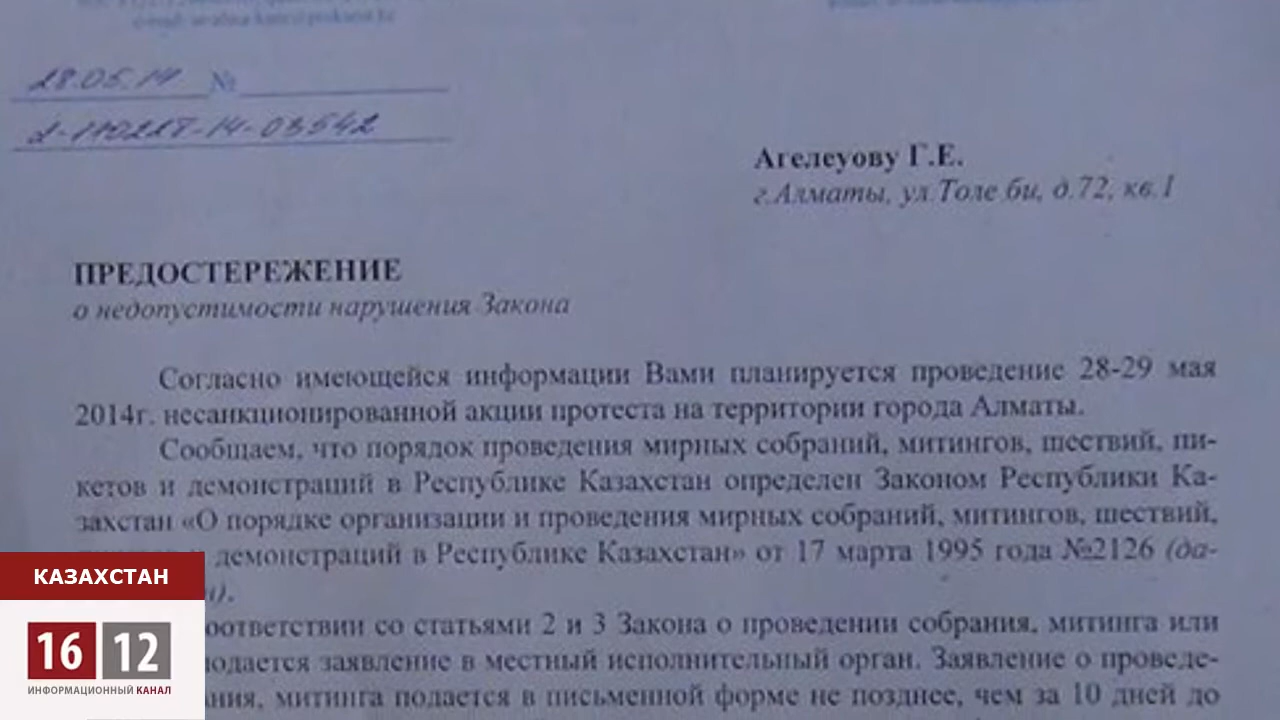 28.05.14 №
2-110227-14-03542
Агелеуову Г.Е.
г.Алматы, ул.Толе би, д.72, кв.1
ПРЕДОСТЕРЕЖЕНИЕ
о недопустимости нарушения Закона
Согласно имеющейся информации Вами планируется проведение 28-29 мая
2014г. несанкционированной акции протеста на территории города Алматы.
Сообщаем, что порядок проведения мирных собраний, митингов, шествий, пи-
кетов и демонстраций в Республике Казахстан определен Законом Республики Ка-
захстан «О порядке организации и проведения мирных собраний, митингов, шествий,
демонстраций в Республике Казахстан» от 17 марта 1995 года №2126 (да-
оответствии со статьями 2 и 3 Закона о проведении собрания, митинга или
подается заявление в местный исполнительный орган. Заявление о проведе-
ания, митинга подается в письменной форме не позднее, чем за 10 дней до
КАЗАХСТАН
16 12
ИНФОРМАЦИОННЫЙ КАНАЛ